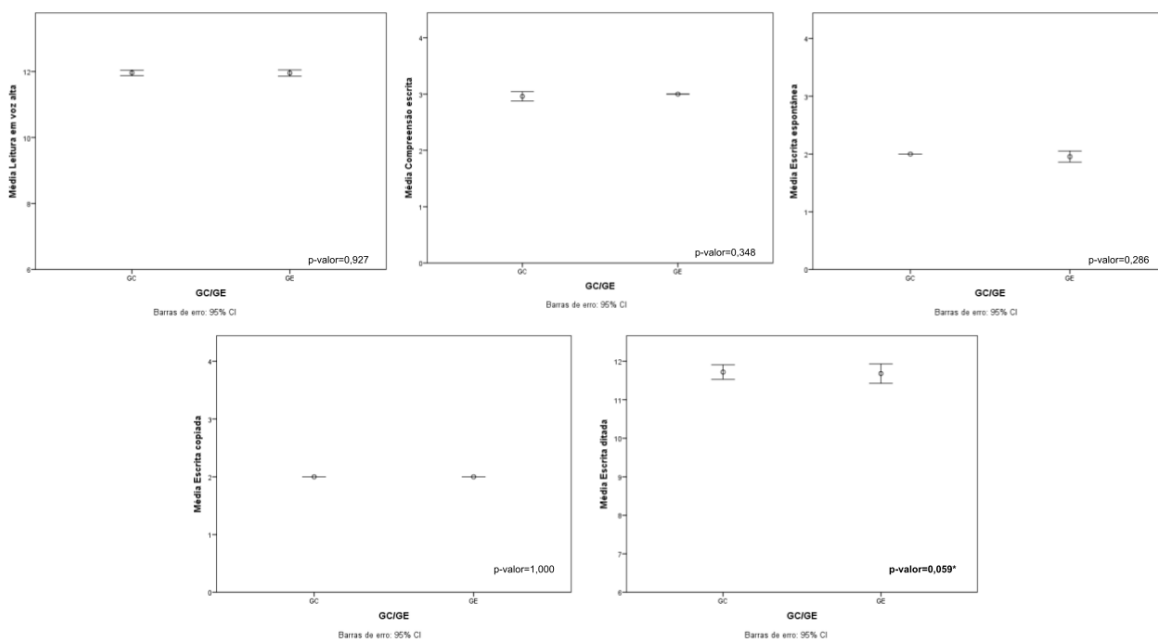 Média Leitura em voz alta
12
10
8
6
GC
GE
p-valor=0,927
GC/GE
Barras de erro: 95% CI
Média Compreensão escrita
4
3
2
1
0
GC
GE
p-valor=0,348
GC/GE
Barras de erro: 95% CI
Média Escrita espontânea
4
3
2
1
0
GC
GE
p-valor=0,286
GC/GE
Barras de erro: 95% CI
Média Escrita copiada
4
3
2
1
0
GC
GE
p-valor=1,000
GC/GE
Barras de erro: 95% CI
Média Escrita ditada
12
11
10
9
8
7
6
GC
GE
p-valor=0,059*
GC/GE
Barras de erro: 95% CI